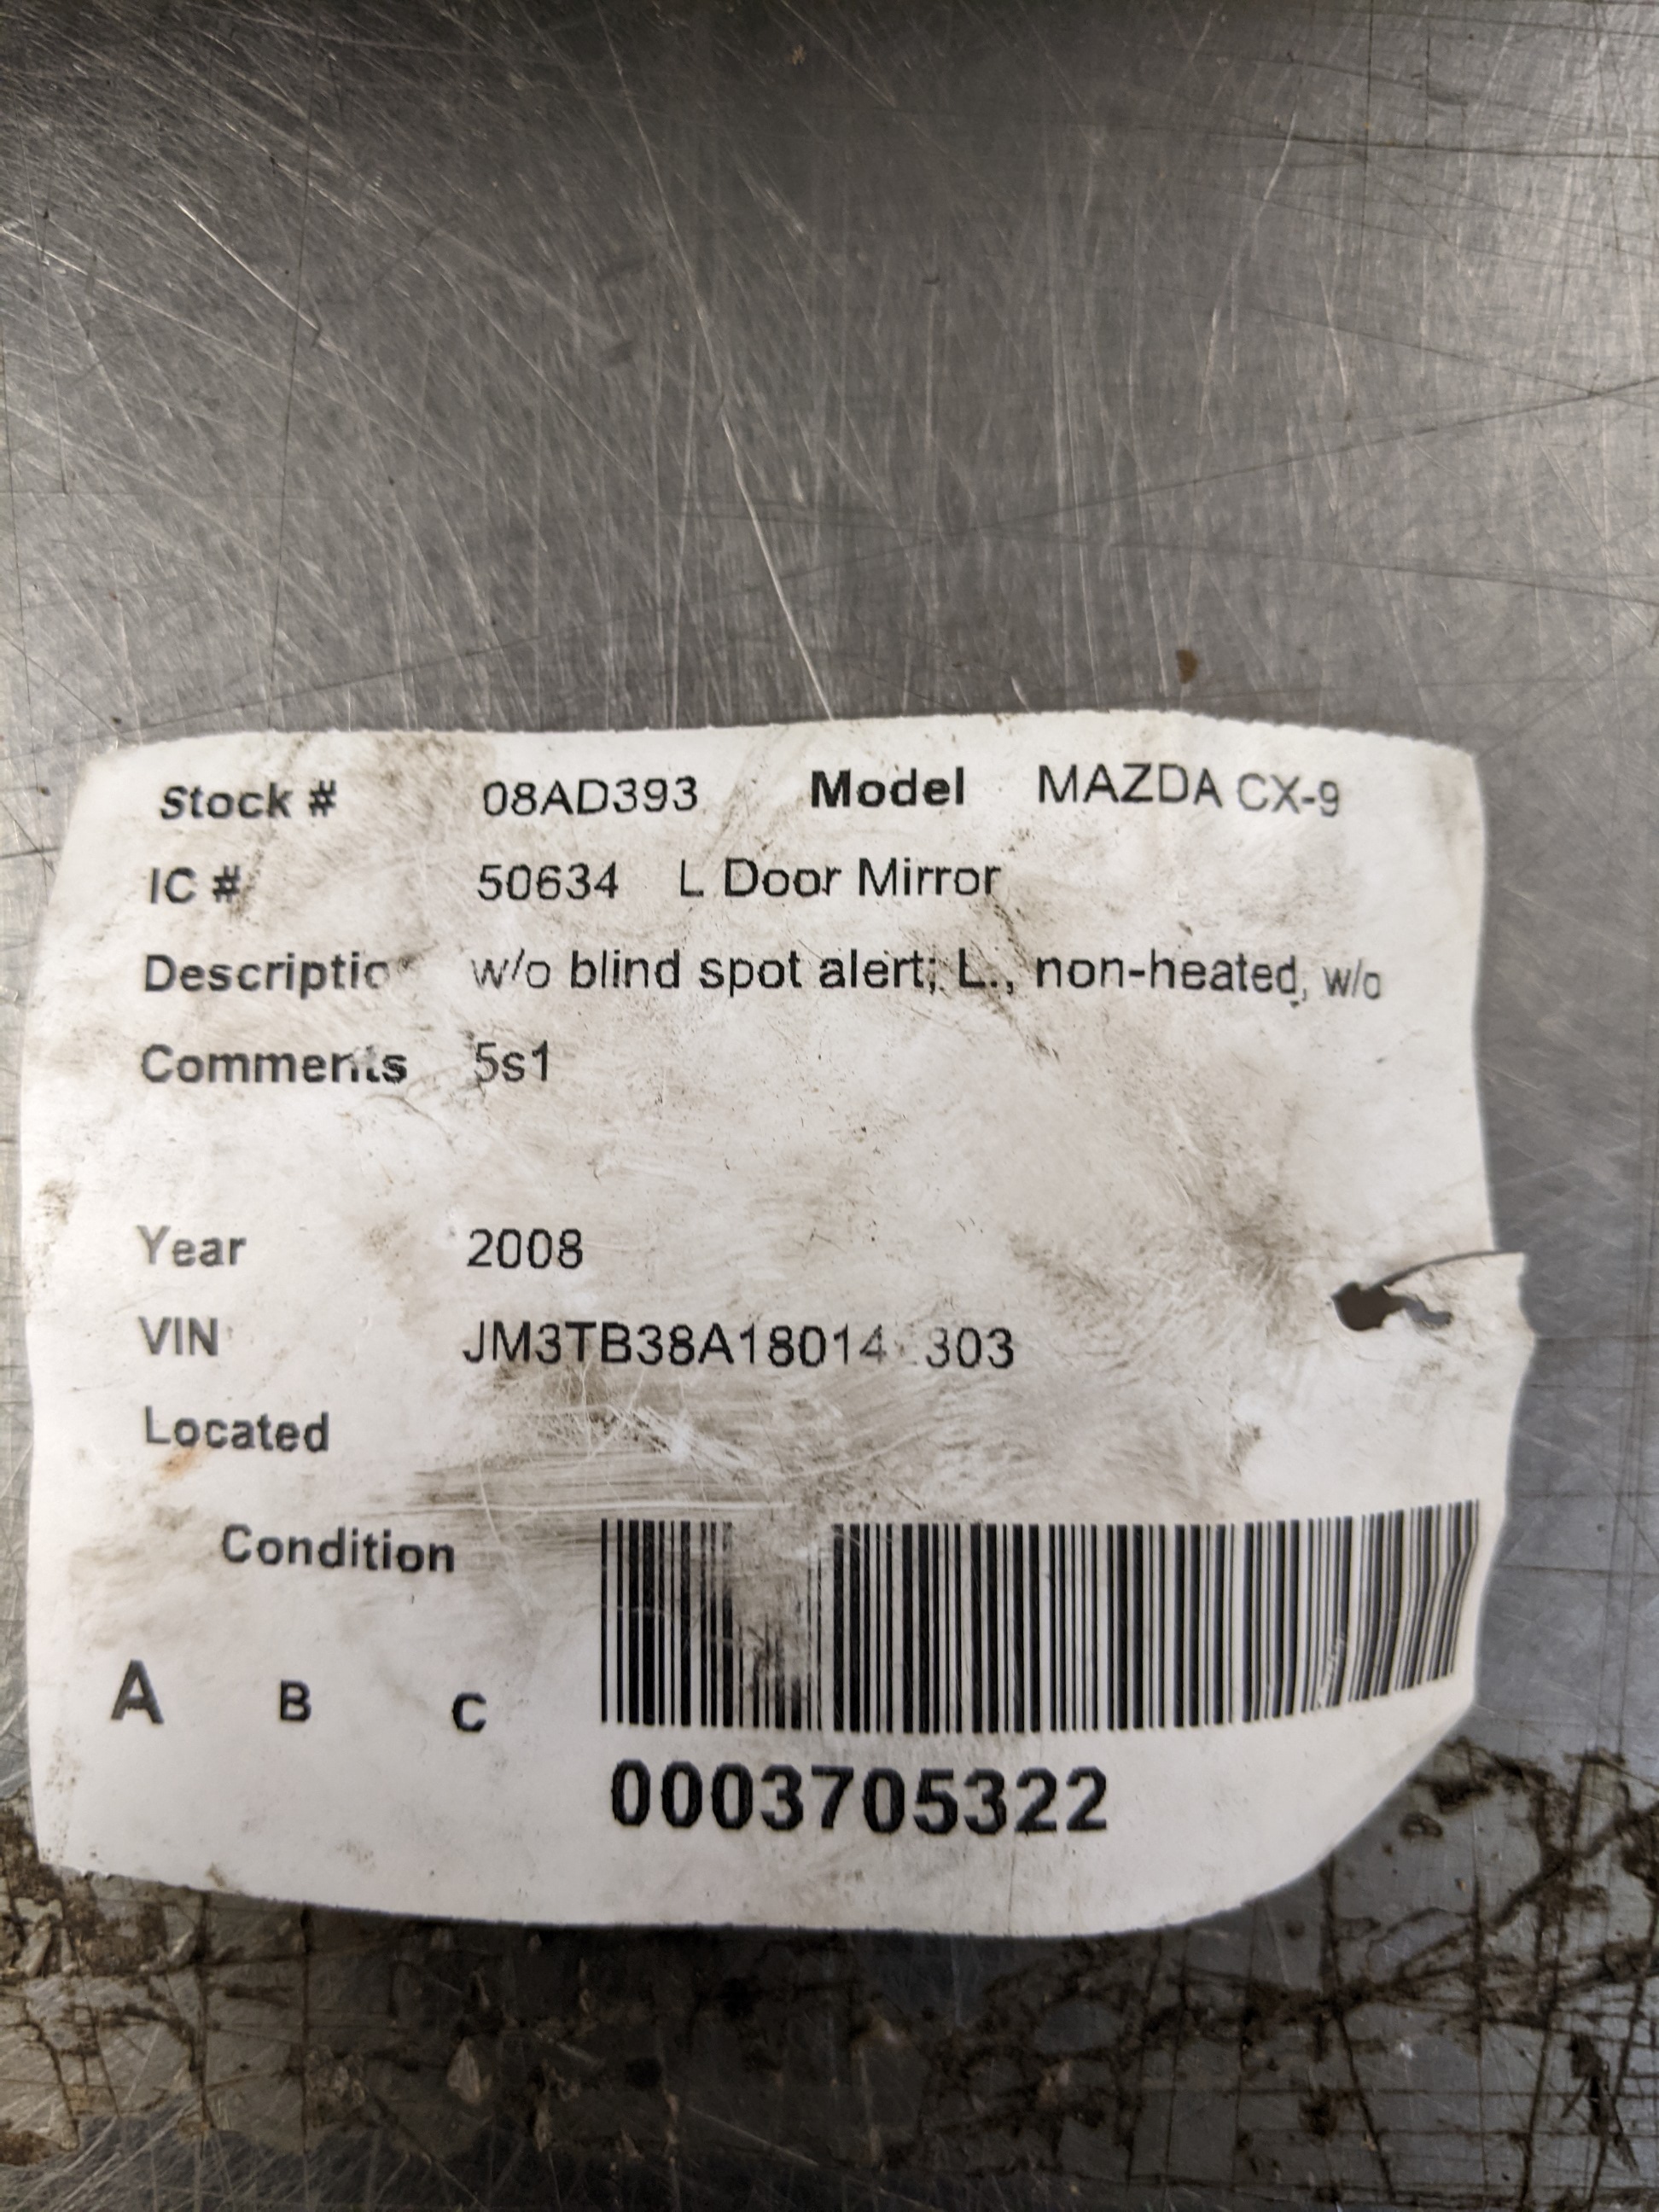 Stock # 08AD393 Model MAZDA CX-9
IC # 50634 L Door Mirror
w/o blind spot alert; L., non-heated, w/o
Comments 5s1
Year 2008
VIN
Located
Condition
A B C
0003705322